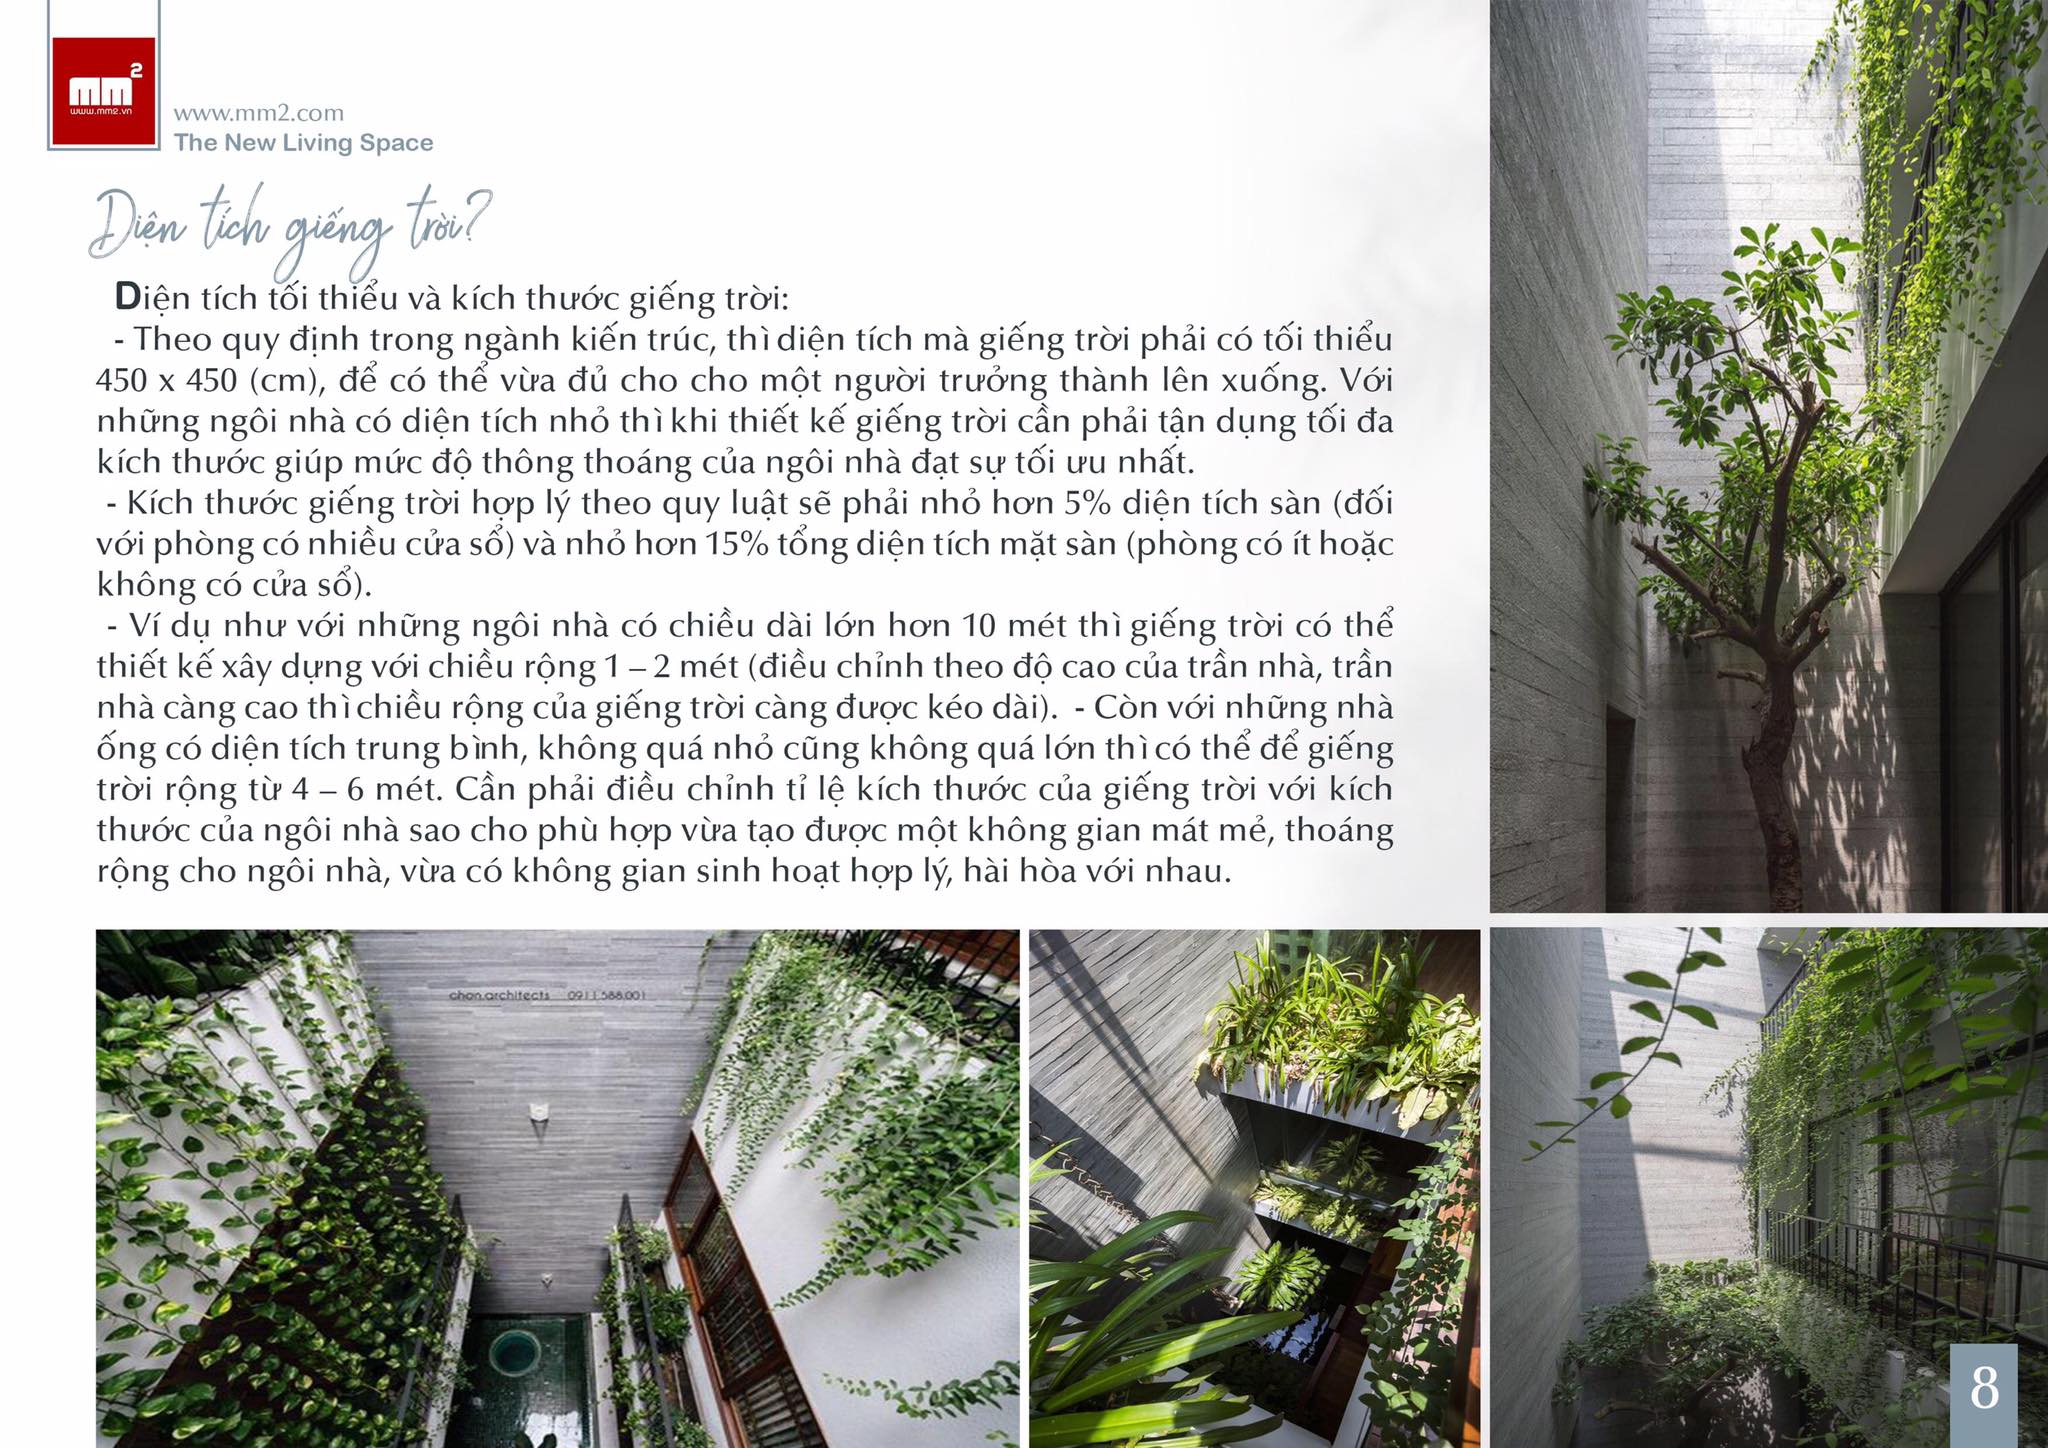 mm2
www.mm2.vn
www.mm2.com
The New Living Space
Diện tích giếng trời?
Diện tích tối thiểu và kích thước giếng trời:
- Theo quy định trong ngành kiến trúc, thì diện tích mà giếng trời phải có tối thiểu
450 x 450 (cm), để có thể vừa đủ cho cho một người trưởng thành lên xuống. Với
những ngôi nhà có diện tích nhỏ thì khi thiết kế giếng trời cần phải tận dụng tối đa
kích thước giúp mức độ thông thoáng của ngôi nhà đạt sự tối ưu nhất.
- Kích thước giếng trời hợp lý theo quy luật sẽ phải nhỏ hơn 5% diện tích sàn (đối
với phòng có nhiều cửa sổ) và nhỏ hơn 15% tổng diện tích mặt sàn (phòng có ít hoặc
không có cửa sổ).
- Ví dụ như với những ngôi nhà có chiều dài lớn hơn 10 mét thì giếng trời có thể
thiết kế xây dựng với chiều rộng 1 – 2 mét (điều chỉnh theo độ cao của trần nhà, trần
nhà càng cao thì chiều rộng của giếng trời càng được kéo dài). - Còn với những nhà
ống có diện tích trung bình, không quá nhỏ cũng không quá lớn thì có thể để giếng
trời rộng từ 4 – 6 mét. Cần phải điều chỉnh tỉ lệ kích thước của giếng trời với kích
thước của ngôi nhà sao cho phù hợp vừa tạo được một không gian mát mẻ, thoáng
rộng cho ngôi nhà, vừa có không gian sinh hoạt hợp lý, hài hòa với nhau.
chon.architects 0911.588.001
8